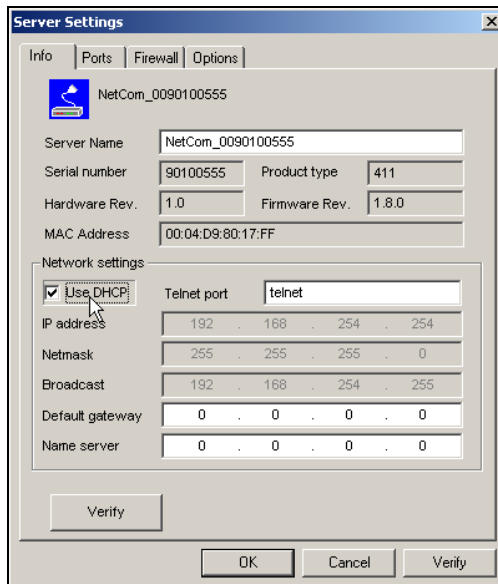 Server Settings
Info Ports Firewall Options
NetCom_0090100555
Server Name NetCom_0090100555
Serial number 90100555 Product type 411
Hardware Rev. 1.0 Firmware Rev. 1.8.0
MAC Address 00:04:D9:80:17:FF
Network settings
Use DHCP Telnet port telnet
IP address 192 . 168 . 254 . 254
Netmask 255 . 255 . 255 . 0
Broadcast 192 . 168 . 254 . 255
Default gateway 0 . 0 . 0 . 0
Name server 0 . 0 . 0 . 0
Verify
OK Cancel Verify